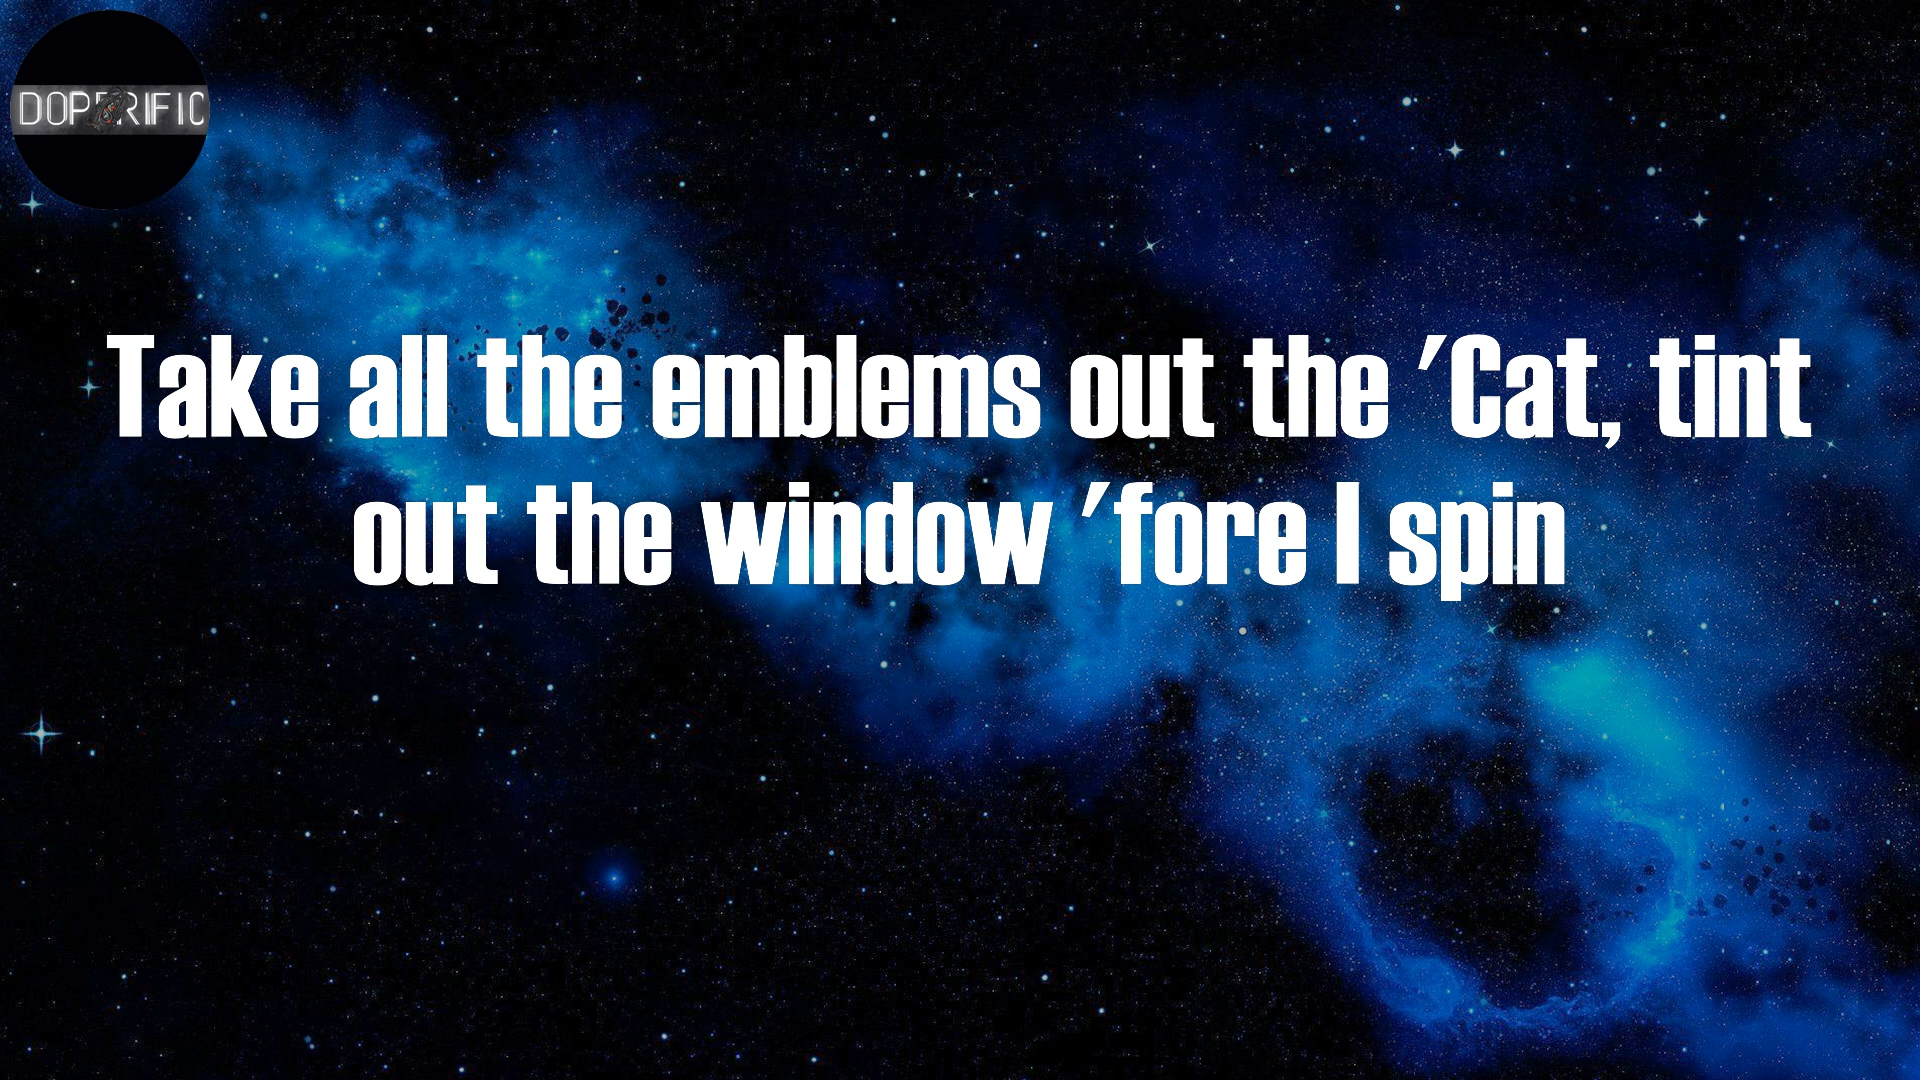 DOPERIFIC
Take all the emblems out the 'Cat, tint
out the window 'fore I spin